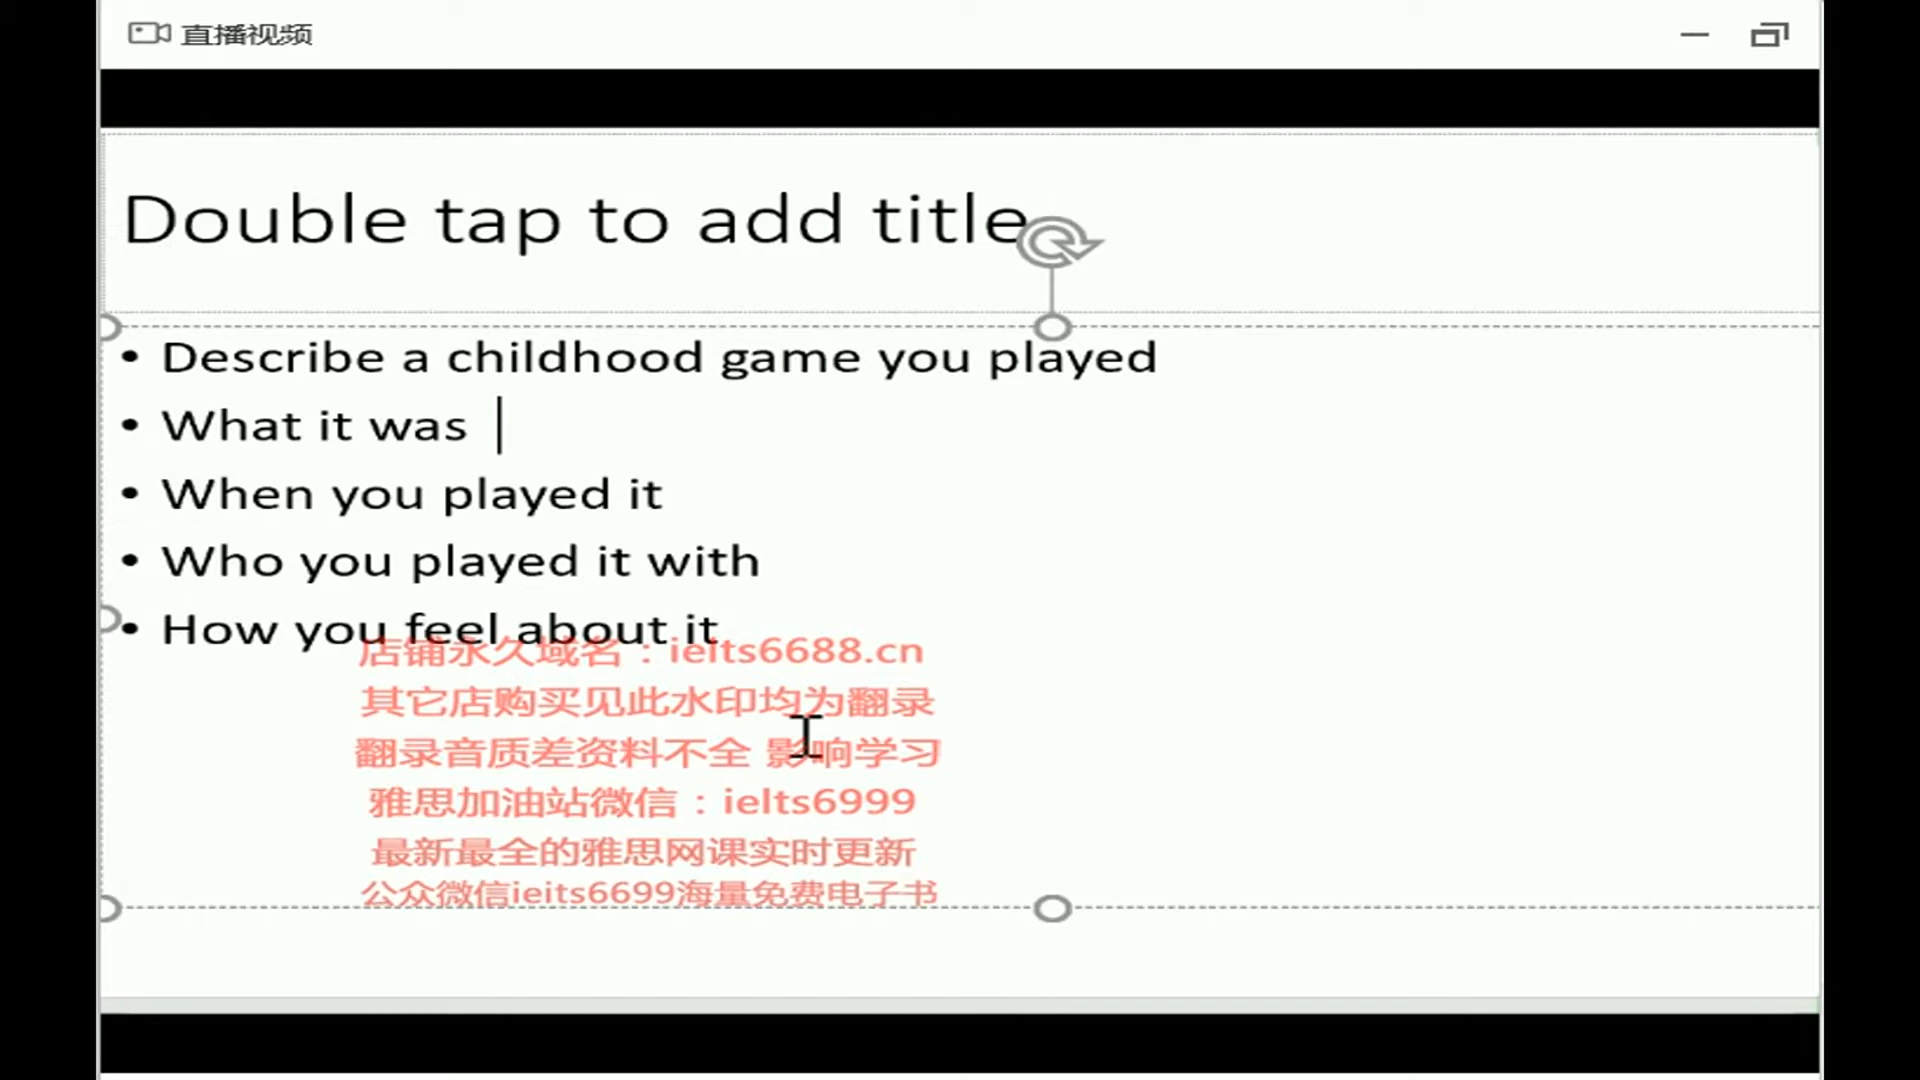 直播视频
Double tap to add title
• Describe a childhood game you played
• What it was
• When you played it
• Who you played it with
• How you feel about it
店铺永久域名：ielts6688.cn
其它店购买见此水印均为翻录
翻录音质差资料不全 影响学习
雅思加油站微信：ielts6999
最新最全的雅思网课实时更新
公众微信ieits6699海量免费电子书